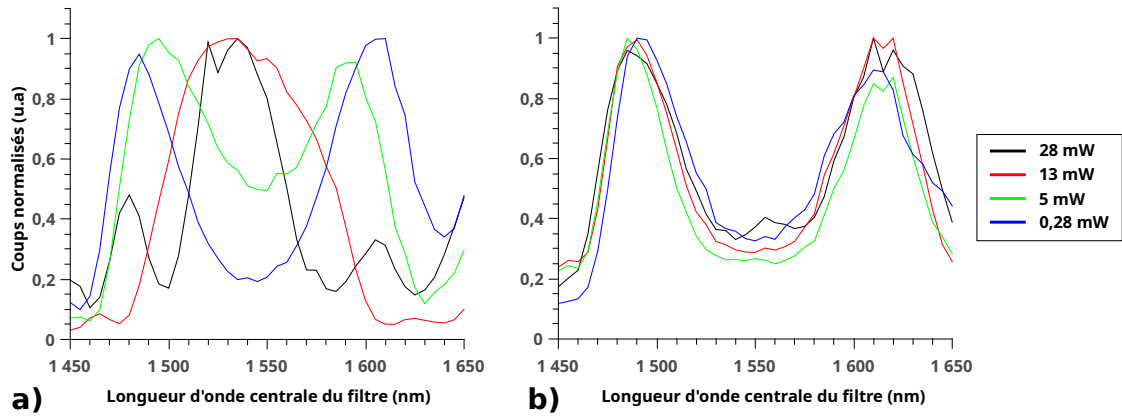 Coups normalisés (u.a)
1
0,8
0,6
0,4
0,2
0
1 450
1 500
1 550
1 600
1 650
Longueur d'onde centrale du filtre (nm)
a)
1
0,8
0,6
0,4
0,2
0
1 450
1 500
1 550
1 600
1 650
Longueur d'onde centrale du filtre (nm)
b)
28 mW
13 mW
5 mW
0,28 mW